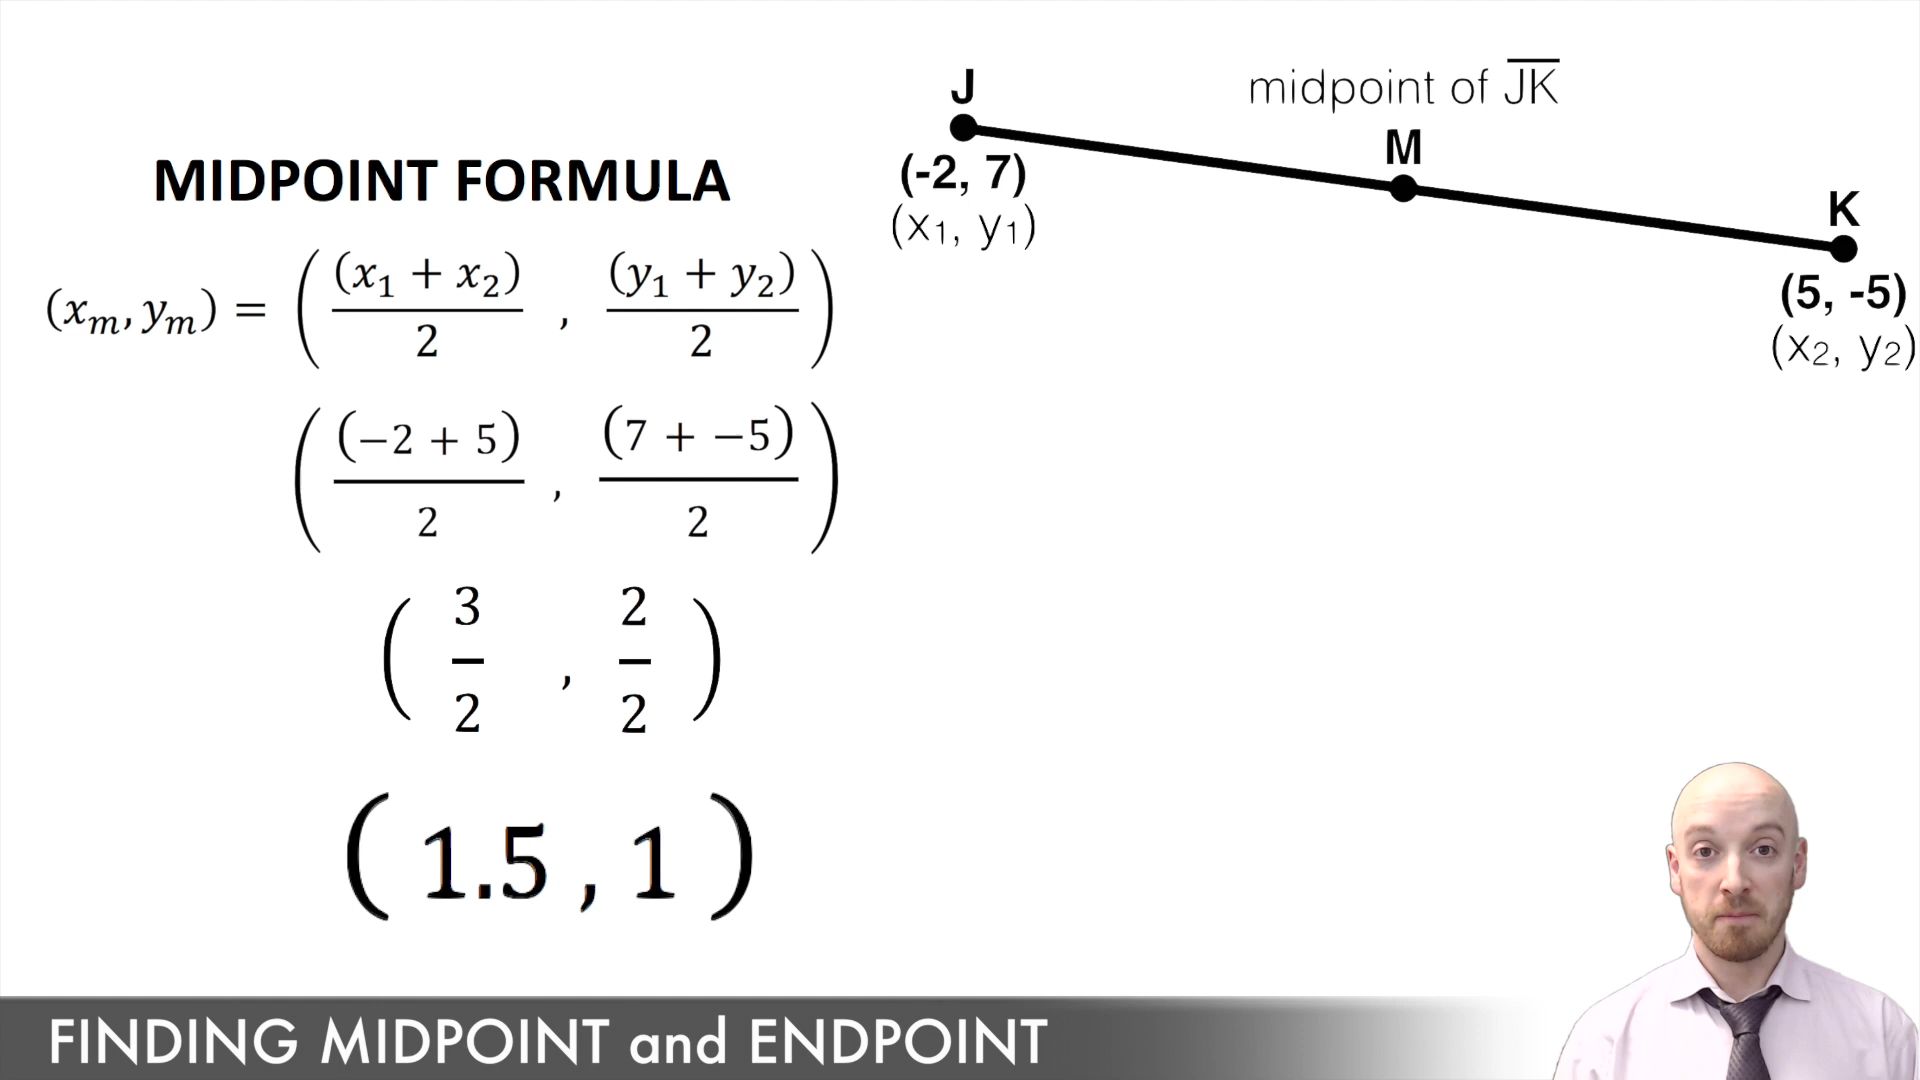 MIDPOINT FORMULA
(xₘ, yₘ) = ( (x₁ + x₂)/2 , (y₁ + y₂)/2 )
( (−2 + 5)/2 , (7 + −5)/2 )
( 3/2 , 2/2 )
( 1.5 , 1 )
J
midpoint of J̅K̅
M
(-2, 7)
(x₁, y₁)
K
(5, -5)
(x₂, y₂)
FINDING MIDPOINT and ENDPOINT